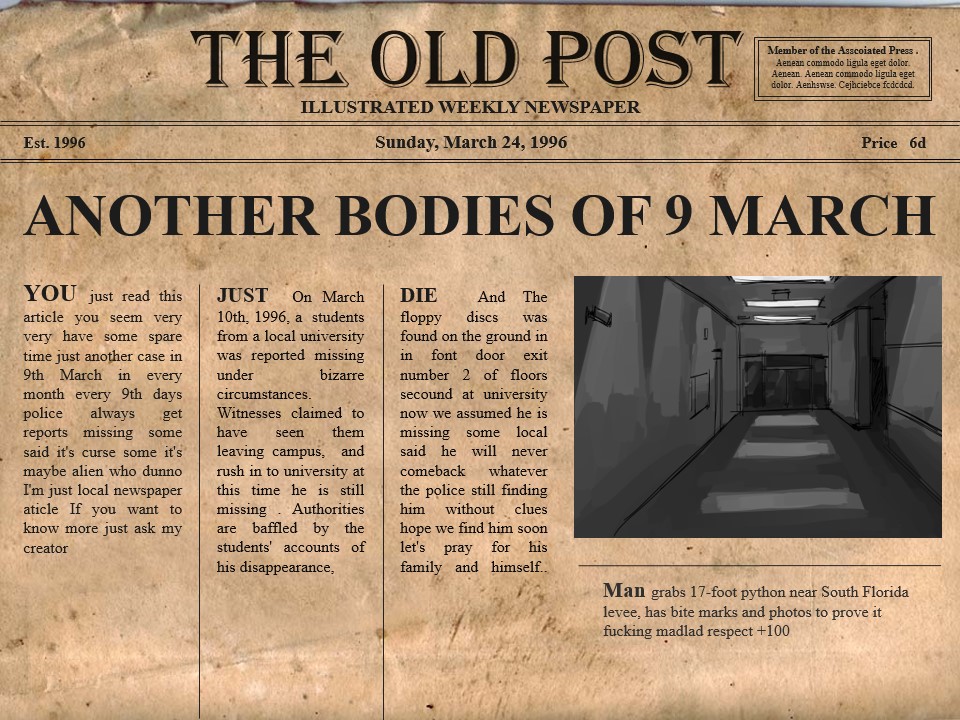 THE OLD POST
ILLUSTRATED WEEKLY NEWSPAPER
Member of the Asscoiated Press .
Aenean commodo ligula eget dolor.
Aenean. Aenean commodo ligula eget
dolor. Aenhswse. Cejhciebce fcdcdcd.
Est. 1996
Sunday, March 24, 1996
Price 6d
ANOTHER BODIES OF 9 MARCH
YOU just read this
article you seem very
very have some spare
time just another case in
9th March in every
month every 9th days
police always get
reports missing some
said it's curse some it's
maybe alien who dunno
I'm just local newspaper
aticle If you want to
know more just ask my
creator
JUST On March
10th, 1996, a students
from a local university
was reported missing
under bizarre
circumstances.
Witnesses claimed to
have seen them
leaving campus, and
rush in to university at
this time he is still
missing . Authorities
are baffled by the
students' accounts of
his disappearance,
DIE And The
floppy discs was
found on the ground in
in font door exit
number 2 of floors
secound at university
now we assumed he is
missing some local
said he will never
comeback whatever
the police still finding
him without clues
hope we find him soon
let's pray for his
family and himself..
Man grabs 17-foot python near South Florida
levee, has bite marks and photos to prove it
fucking madlad respect +100